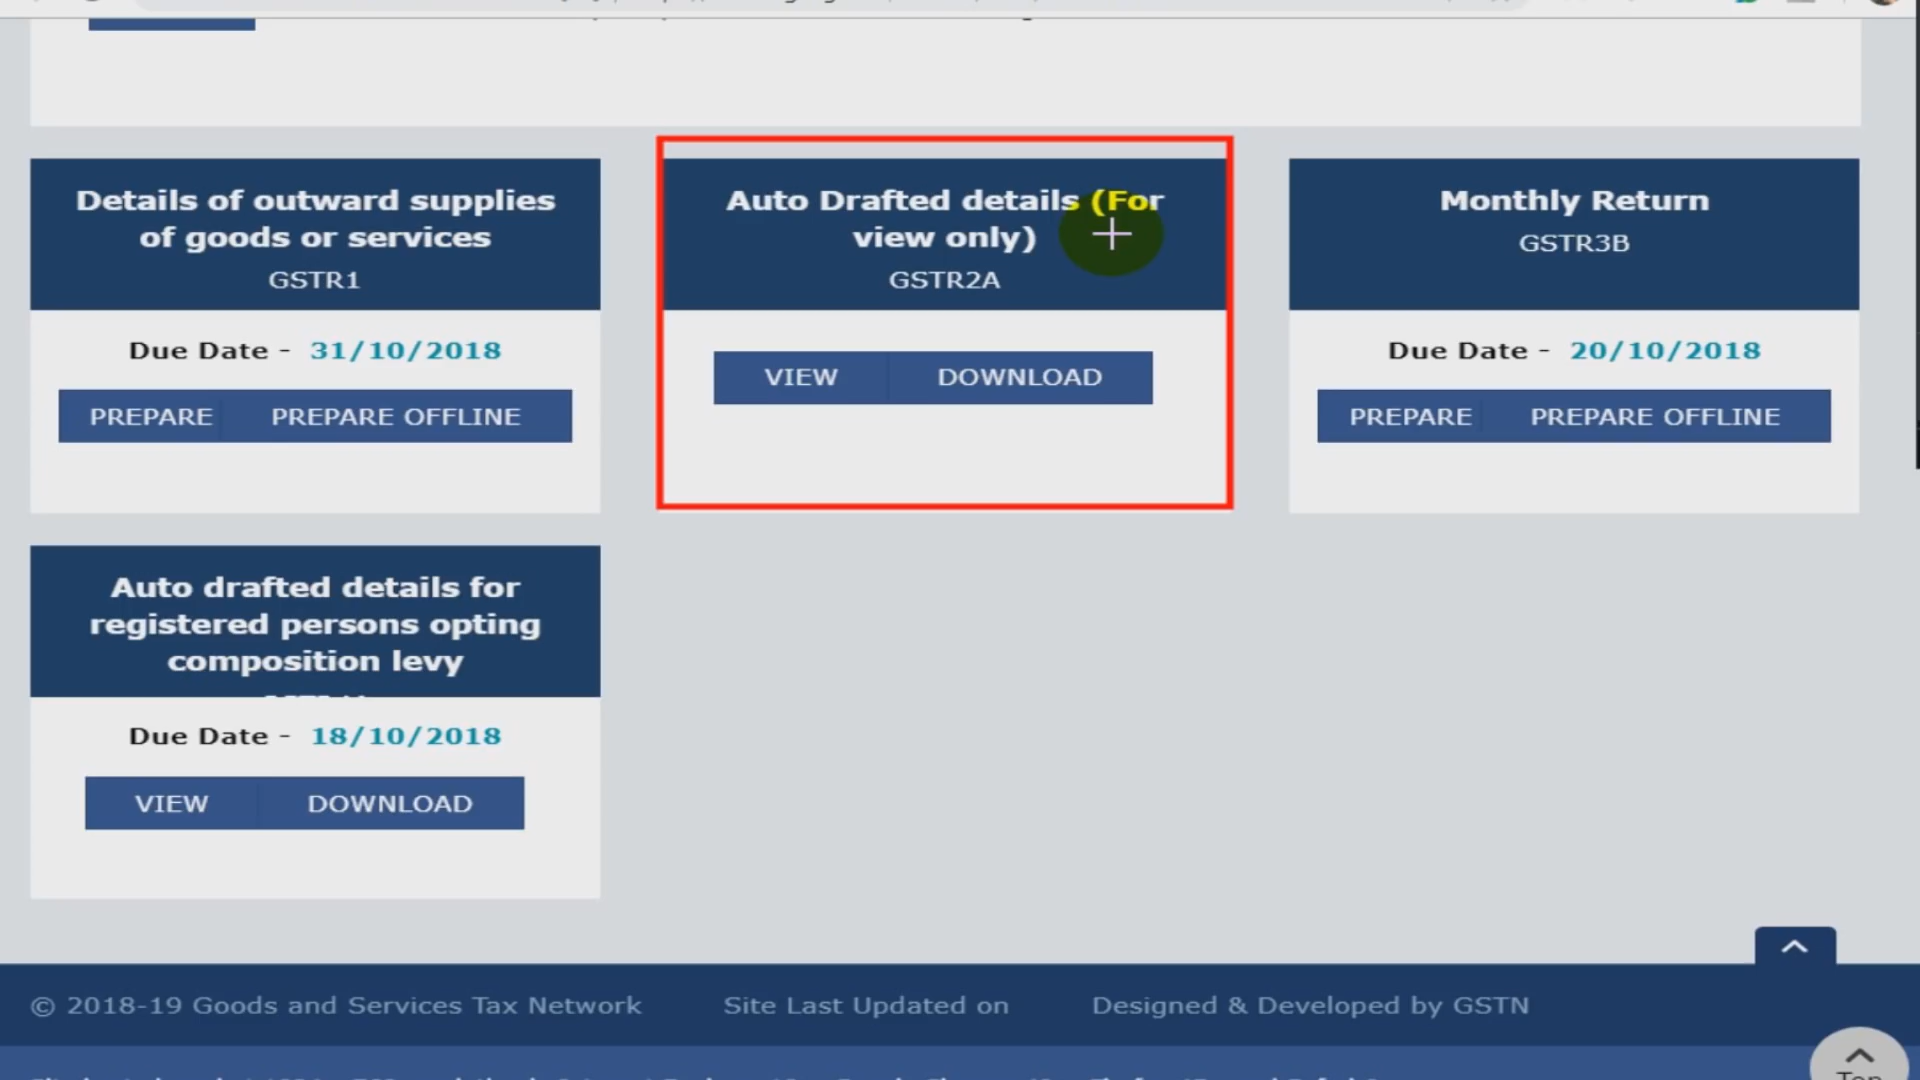 Details of outward supplies
of goods or services
GSTR1
Due Date - 31/10/2018
PREPARE PREPARE OFFLINE
Auto Drafted details (For
view only)
GSTR2A
VIEW DOWNLOAD
Monthly Return
GSTR3B
Due Date - 20/10/2018
PREPARE PREPARE OFFLINE
Auto drafted details for
registered persons opting
composition levy
Due Date - 18/10/2018
VIEW DOWNLOAD
© 2018-19 Goods and Services Tax Network Site Last Updated on Designed & Developed by GSTN
Top